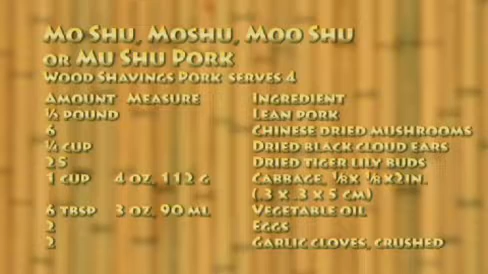 Mo Shu, Moshu, Moo Shu
or Mu Shu Pork
Wood Shavings Pork serves 4
Amount Measure Ingredient
½ pound Lean pork
6 Chinese dried mushrooms
¼ cup Dried black cloud ears
25 Dried tiger lily buds
1 cup 4 oz, 112 g Cabbage, ⅛x ⅛x2in.
(.3 x .3 x 5 cm)
6 tbsp 3 oz, 90 ml Vegetable oil
2 Eggs
2 Garlic cloves, crushed